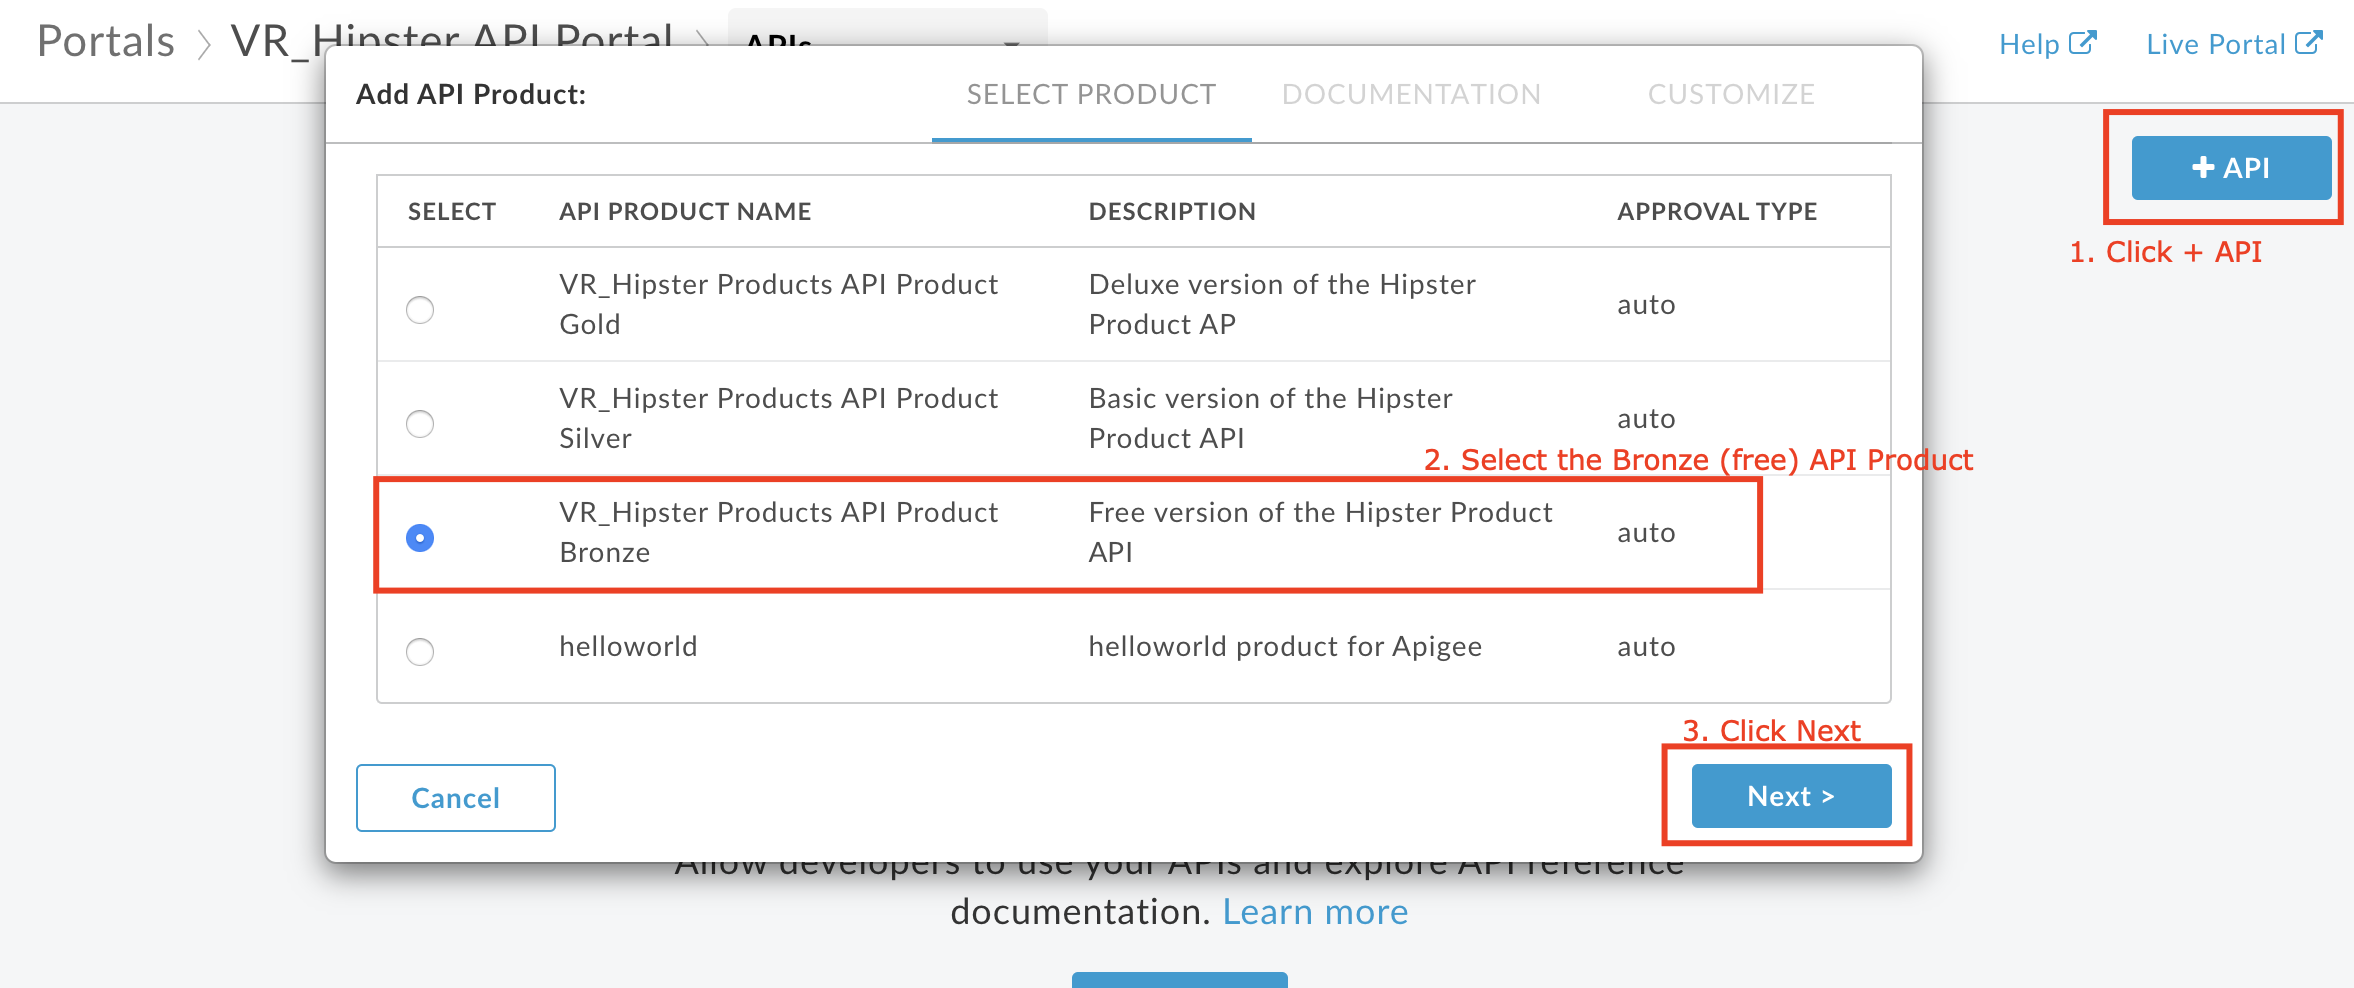 Portals > VR_Hipster API Portal > APIs
Help
Live Portal
Add API Product:
SELECT PRODUCT
DOCUMENTATION
CUSTOMIZE
+ API
1. Click + API
SELECT
API PRODUCT NAME
DESCRIPTION
APPROVAL TYPE
VR_Hipster Products API Product
Gold
Deluxe version of the Hipster
Product AP
auto
VR_Hipster Products API Product
Silver
Basic version of the Hipster
Product API
auto
2. Select the Bronze (free) API Product
VR_Hipster Products API Product
Bronze
Free version of the Hipster Product
API
auto
helloworld
helloworld product for Apigee
auto
3. Click Next
Cancel
Next >
Allow developers to use your APIs and explore API reference
documentation. Learn more